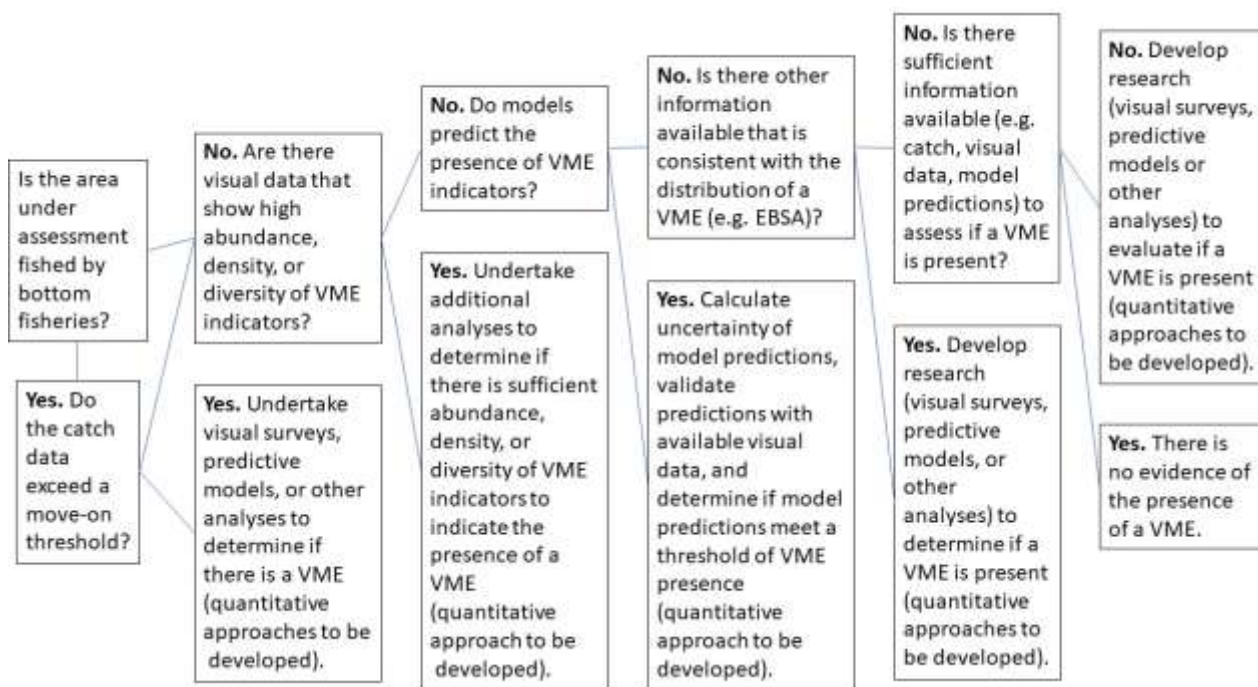 Is the area
under
assessment
fished by
bottom
fisheries?
Yes. Do
the catch
data
exceed a
move-on
threshold?
No. Are there
visual data that
show high
abundance,
density, or
diversity of VME
indicators?
Yes. Undertake
visual surveys,
predictive
models, or other
analyses to
determine if
there is a VME
(quantitative
approaches to be
developed).
No. Do models
predict the
presence of VME
indicators?
Yes. Undertake
additional
analyses to
determine if
there is sufficient
abundance,
density, or
diversity of VME
indicators to
indicate the
presence of a
VME
(quantitative
approach to be
developed).
No. Is there other
information
available that is
consistent with the
distribution of a
VME (e.g. EBSA)?
Yes. Calculate
uncertainty of
model predictions,
validate
predictions with
available visual
data, and
determine if model
predictions meet a
threshold of VME
presence
(quantitative
approach to be
developed).
No. Is there
sufficient
information
available (e.g.
catch, visual
data, model
predictions) to
assess if a VME
is present?
Yes. Develop
research
(visual surveys,
predictive
models, or
other
analyses) to
determine if a
VME is present
(quantitative
approaches to
be developed).
No. Develop
research
(visual surveys,
predictive
models or
other
analyses) to
evaluate if a
VME is present
(quantitative
approaches to
be developed).
Yes. There is
no evidence of
the presence
of a VME.